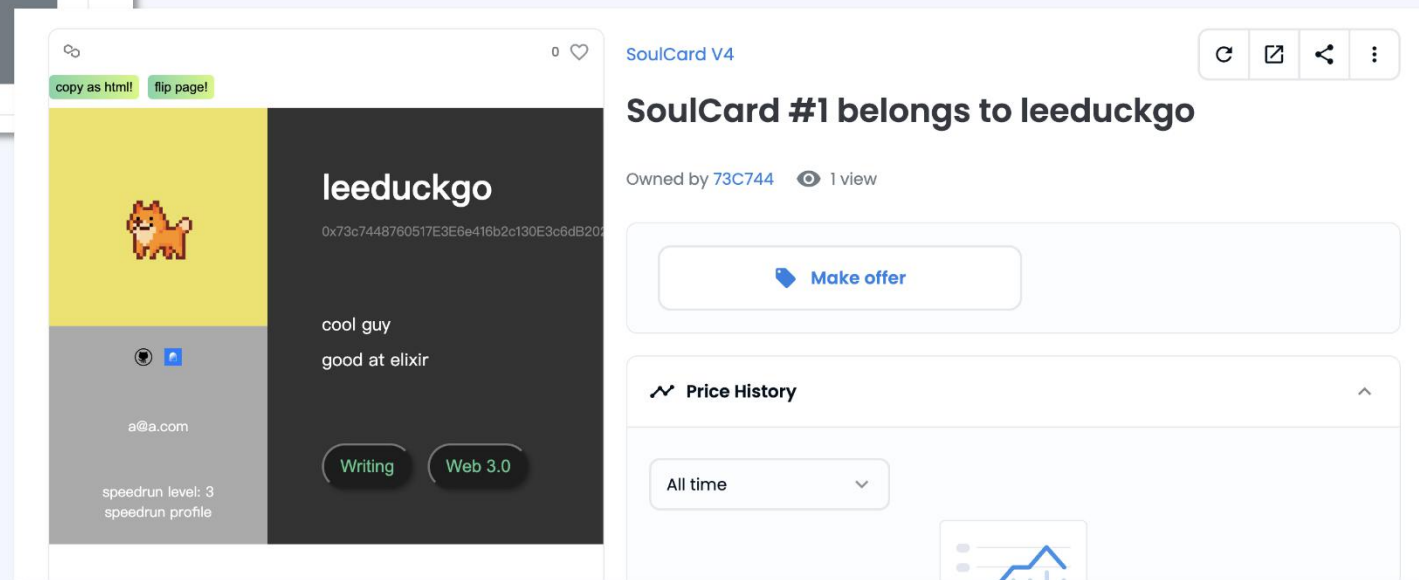 0
copy as html!
flip page!
leeduckgo
0x73c7448760517E3E6e416b2c130E3c6dB202
cool guy
good at elixir
a@a.com
Writing
Web 3.0
speedrun level: 3
speedrun profile
SoulCard V4
SoulCard #1 belongs to leeduckgo
Owned by 73C744
1 view
Make offer
Price History
All time